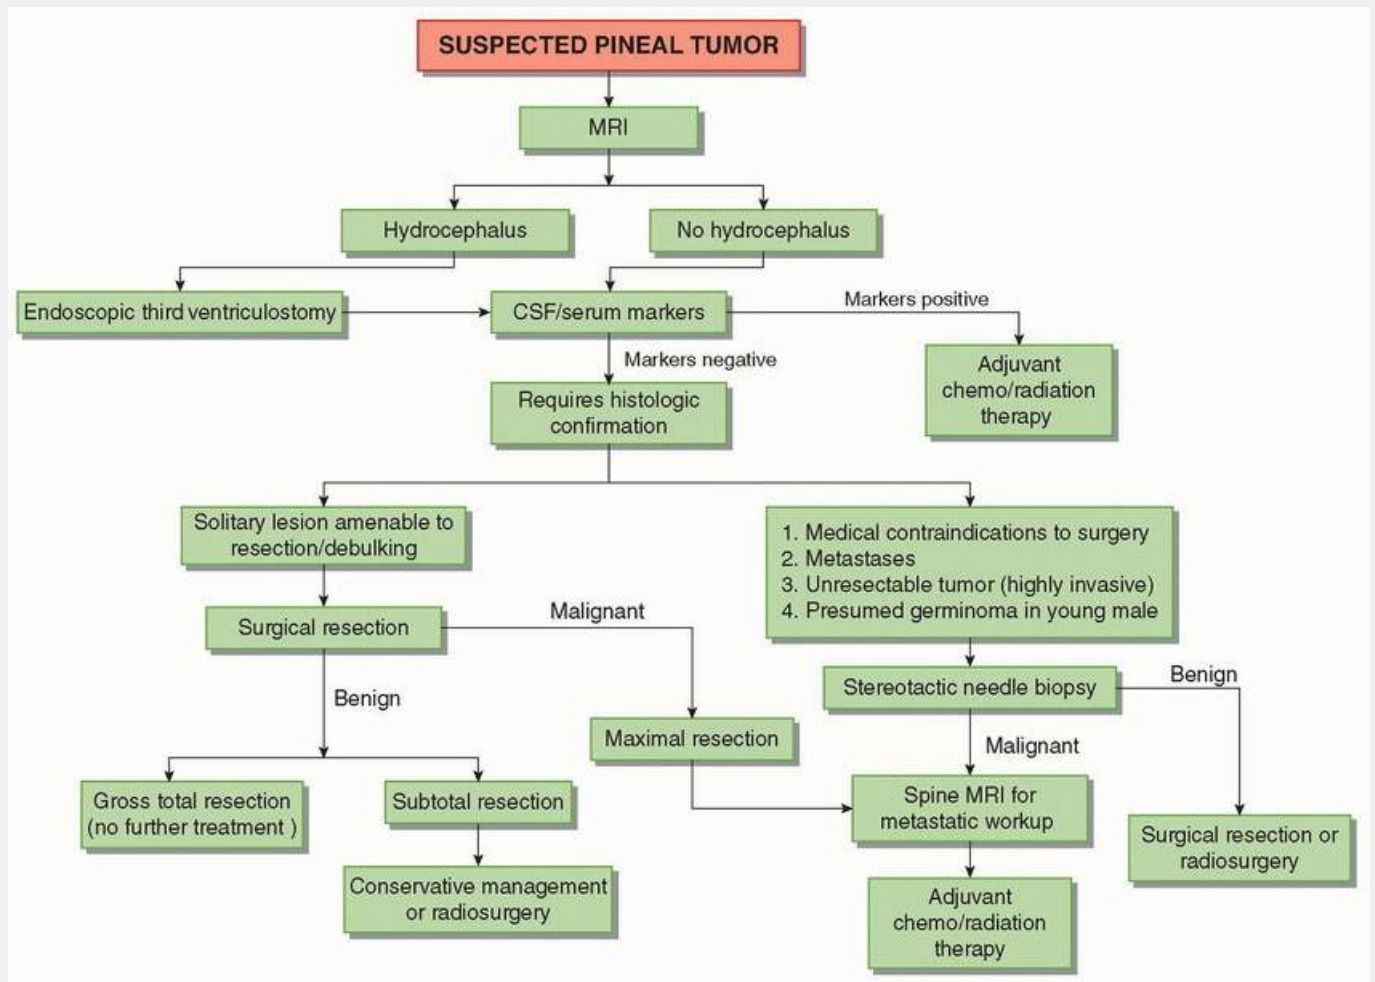 SUSPECTED PINEAL TUMOR
MRI
Hydrocephalus
No hydrocephalus
Endoscopic third ventriculostomy
CSF/serum markers
Markers positive
Markers negative
Adjuvant
chemo/radiation
therapy
Requires histologic
confirmation
Solitary lesion amenable to
resection/debulking
1. Medical contraindications to surgery
2. Metastases
3. Unresectable tumor (highly invasive)
4. Presumed germinoma in young male
Surgical resection
Malignant
Benign
Stereotactic needle biopsy
Benign
Maximal resection
Malignant
Gross total resection
(no further treatment )
Subtotal resection
Spine MRI for
metastatic workup
Surgical resection or
radiosurgery
Conservative management
or radiosurgery
Adjuvant
chemo/radiation
therapy